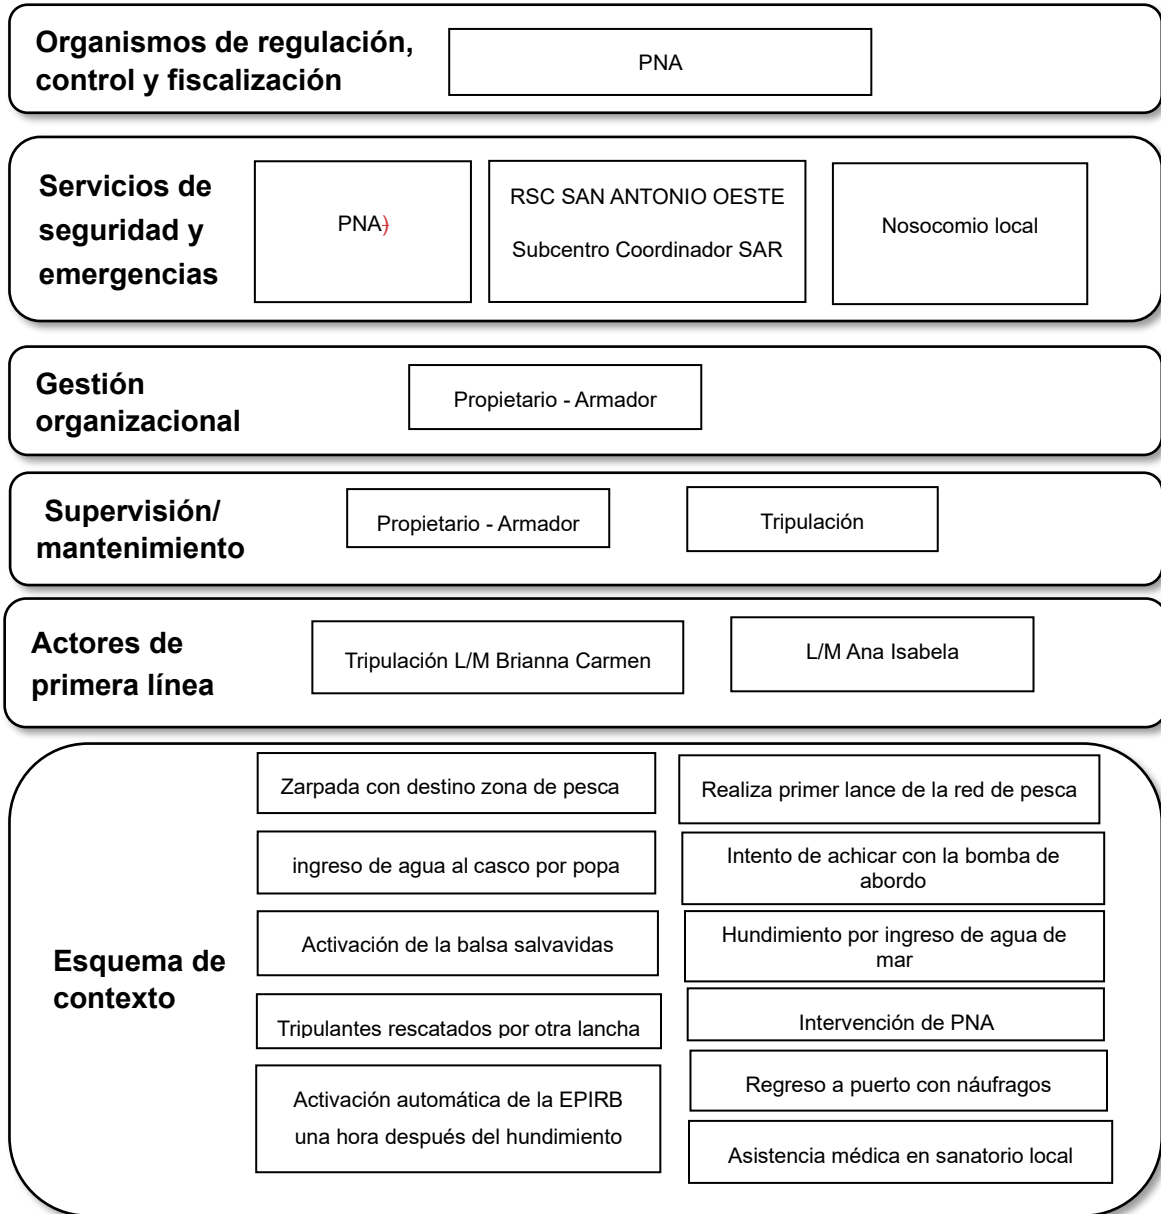 Organismos de regulación,
control y fiscalización
PNA
Servicios de
seguridad y
emergencias
PNA)
RSC SAN ANTONIO OESTE
Subcentro Coordinador SAR
Nosocomio local
Gestión
organizacional
Propietario - Armador
Supervisión/
mantenimiento
Propietario - Armador
Tripulación
Actores de
primera línea
Tripulación L/M Brianna Carmen
L/M Ana Isabela
Esquema de
contexto
Zarpada con destino zona de pesca
Realiza primer lance de la red de pesca
ingreso de agua al casco por popa
Intento de achicar con la bomba de
abordo
Activación de la balsa salvavidas
Hundimiento por ingreso de agua de
mar
Tripulantes rescatados por otra lancha
Intervención de PNA
Activación automática de la EPIRB
una hora después del hundimiento
Regreso a puerto con náufragos
Asistencia médica en sanatorio local